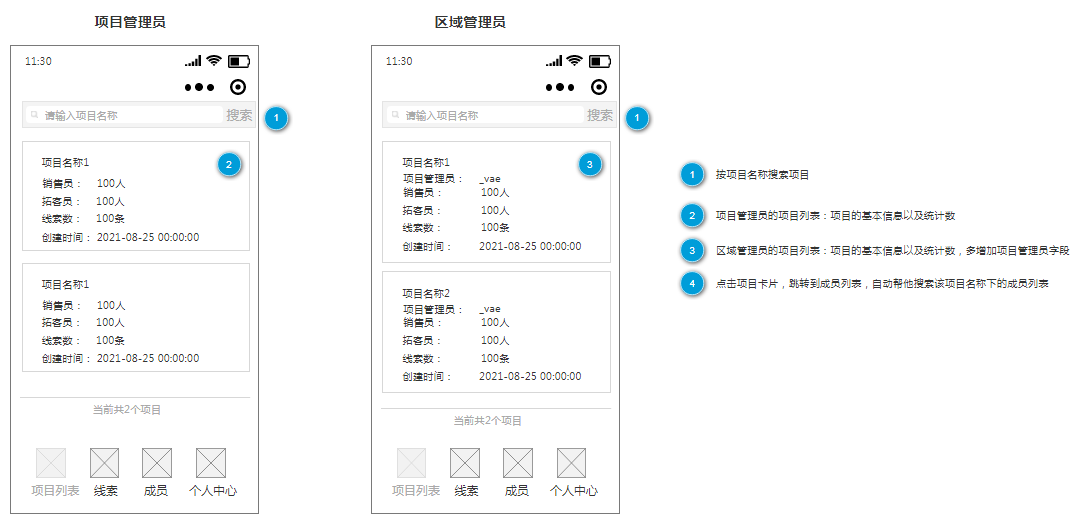 项目管理员
11:30
请输入项目名称 搜索
1
项目名称1
2
销售员： 100人
拓客员： 100人
线索数： 100条
创建时间： 2021-08-25 00:00:00
项目名称1
销售员： 100人
拓客员： 100人
线索数： 100条
创建时间： 2021-08-25 00:00:00
当前共2个项目
项目列表 线索 成员 个人中心
区域管理员
11:30
请输入项目名称 搜索
1
项目名称1
3
项目管理员： _vae
销售员： 100人
拓客员： 100人
线索数： 100条
创建时间： 2021-08-25 00:00:00
项目名称2
项目管理员： _vae
销售员： 100人
拓客员： 100人
线索数： 100条
创建时间： 2021-08-25 00:00:00
当前共2个项目
项目列表 线索 成员 个人中心
1 按项目名称搜索项目
2 项目管理员的项目列表：项目的基本信息以及统计数
3 区域管理员的项目列表：项目的基本信息以及统计数，多增加项目管理员字段
4 点击项目卡片，跳转到成员列表，自动帮他搜索该项目名称下的成员列表